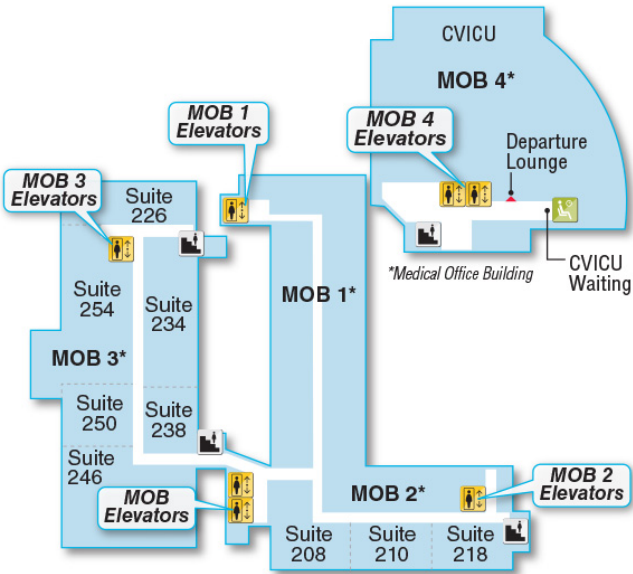 CVICU
MOB 4*
MOB 1
Elevators
MOB 4
Elevators
Departure
Lounge
MOB 3
Elevators
Suite
226
CVICU
Waiting
*Medical Office Building
Suite
254
Suite
234
MOB 1*
MOB 3*
Suite
250
Suite
238
Suite
246
MOB
Elevators
MOB 2*
MOB 2
Elevators
Suite
208
Suite
210
Suite
218